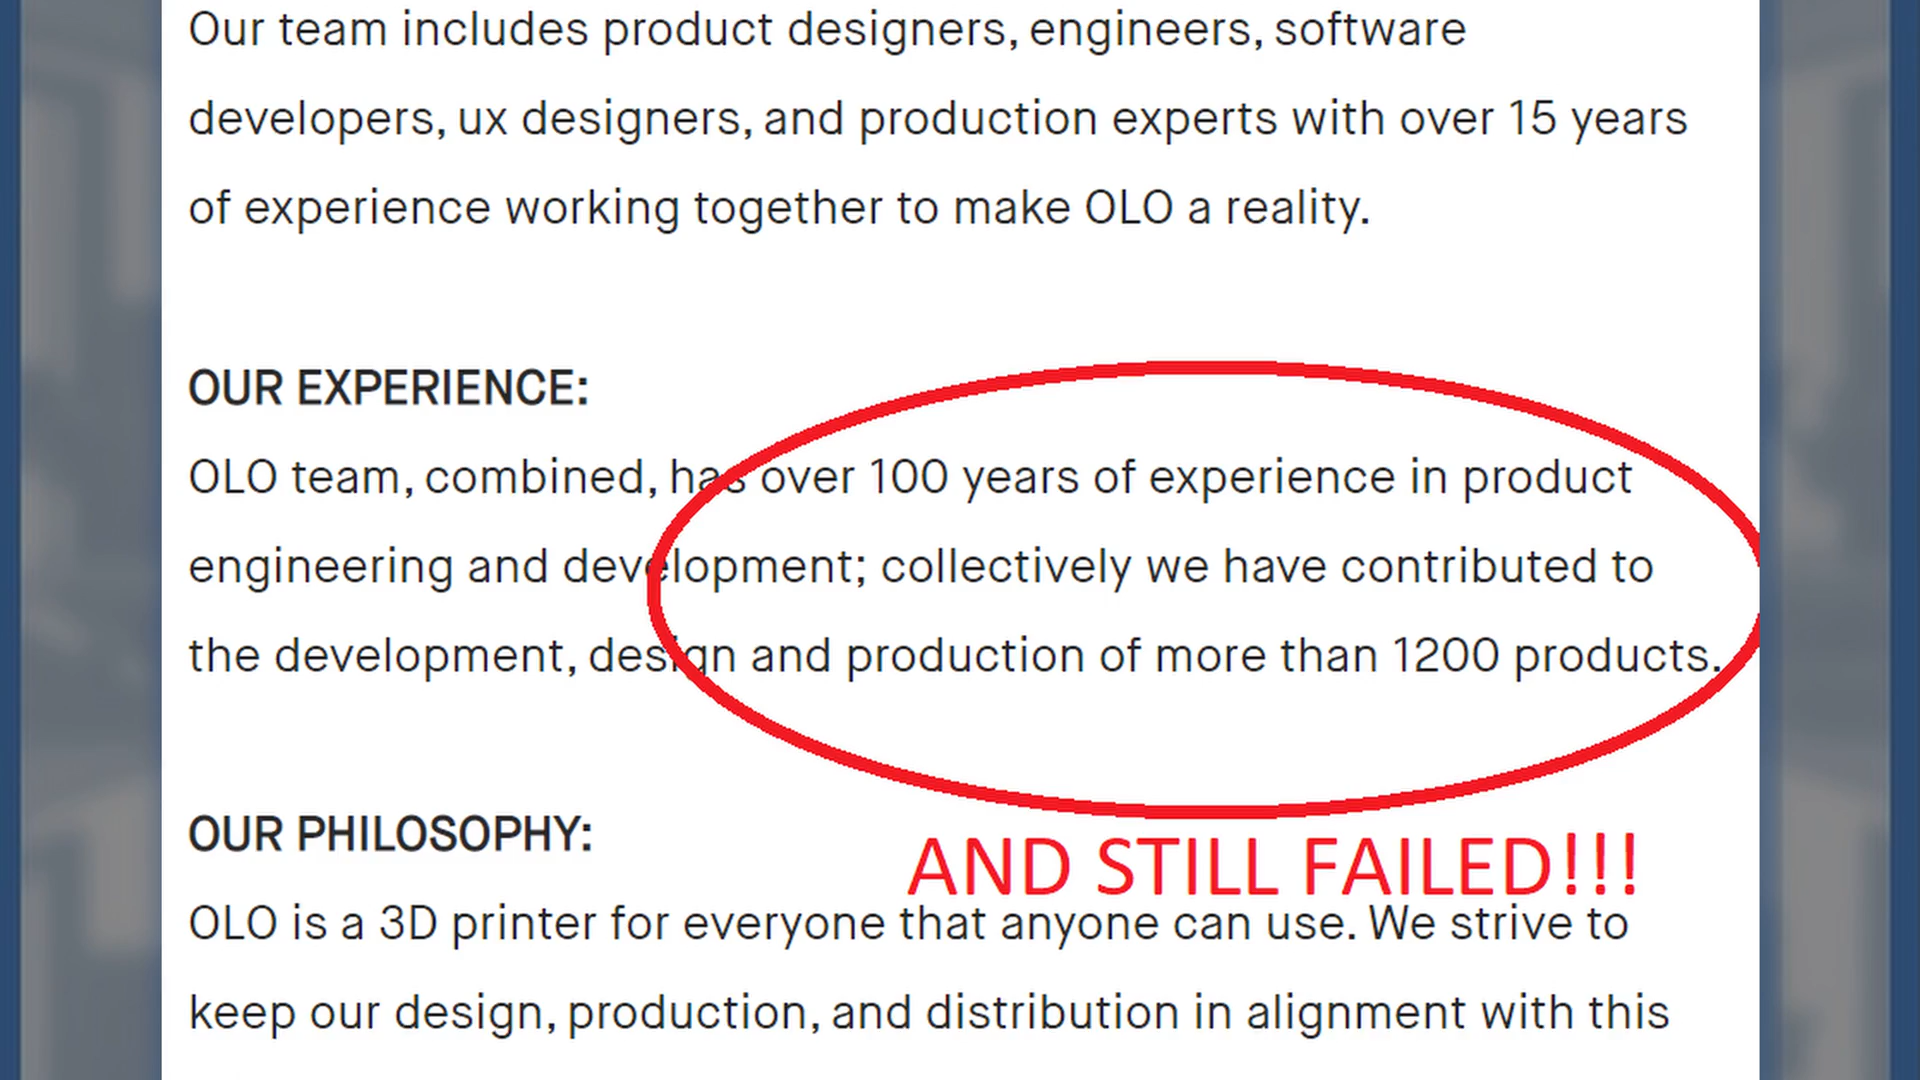 Our team includes product designers, engineers, software
developers, ux designers, and production experts with over 15 years
of experience working together to make OLO a reality.
OUR EXPERIENCE:
OLO team, combined, has over 100 years of experience in product
engineering and development; collectively we have contributed to
the development, design and production of more than 1200 products.
OUR PHILOSOPHY:
AND STILL FAILED!!!
OLO is a 3D printer for everyone that anyone can use. We strive to
keep our design, production, and distribution in alignment with this